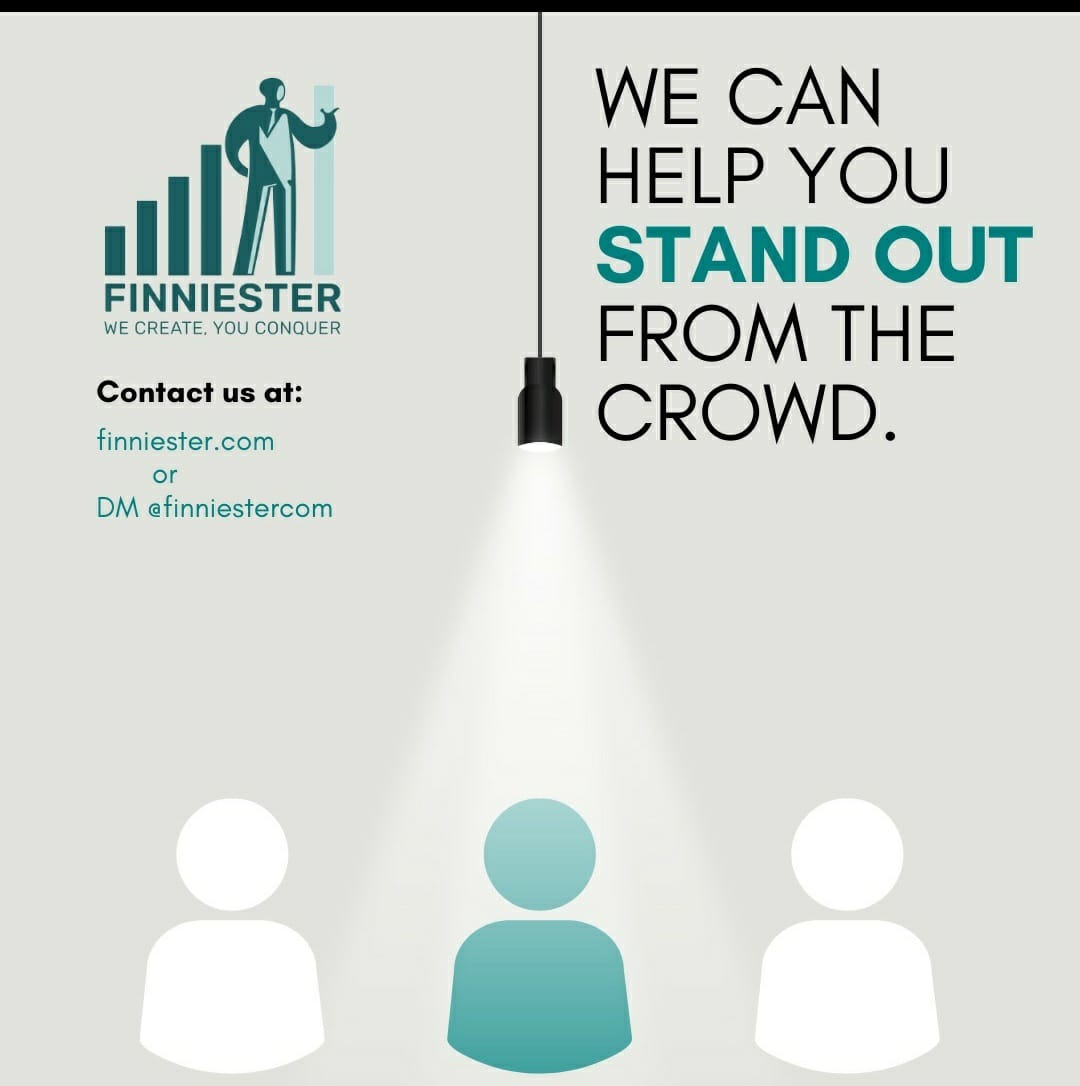 FINNIESTER
WE CREATE, YOU CONQUER
Contact us at:
finniester.com
or
DM @finniestercom
WE CAN
HELP YOU
STAND OUT
FROM THE
CROWD.